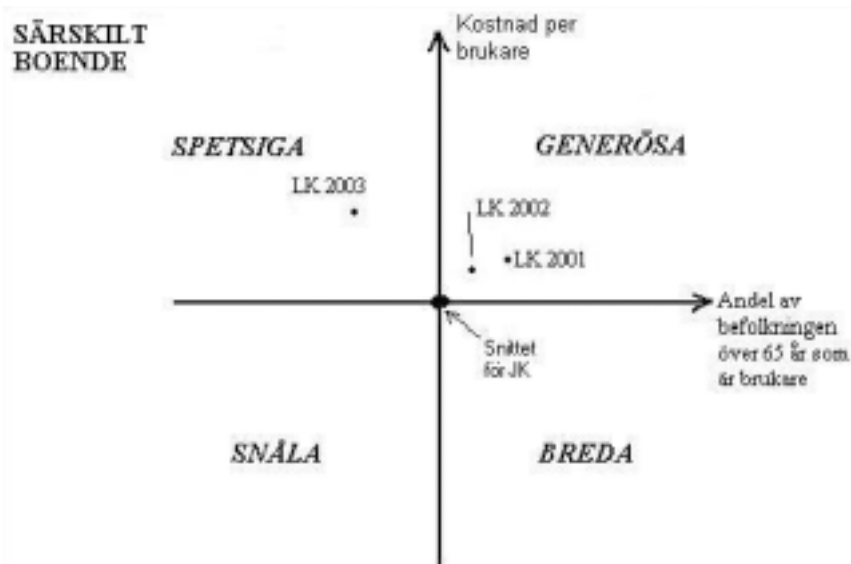 SÄRSKILT
BOENDE
Kostnad per
brukare
SPETSIGA
GENERÖSA
LK 2003
LK 2002
LK 2001
Andel av
befolkningen
över 65 år som
är brukare
Snittet
för JK
SNÅLA
BREDA